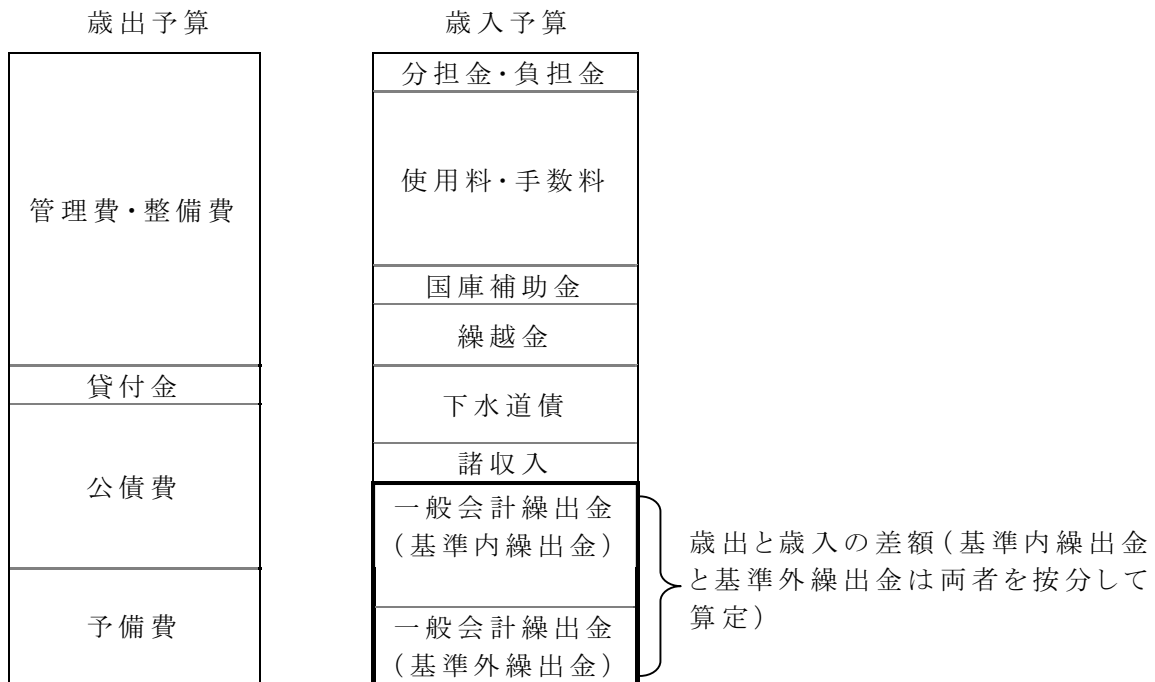 歳出予算
歳入予算
管理費・整備費
貸付金
公債費
予備費
分担金・負担金
使用料・手数料
国庫補助金
繰越金
下水道債
諸収入
一般会計繰出金
（基準内繰出金）
一般会計繰出金
（基準外繰出金）
歳出と歳入の差額（基準内繰出金
と基準外繰出金は両者を按分して
算定）